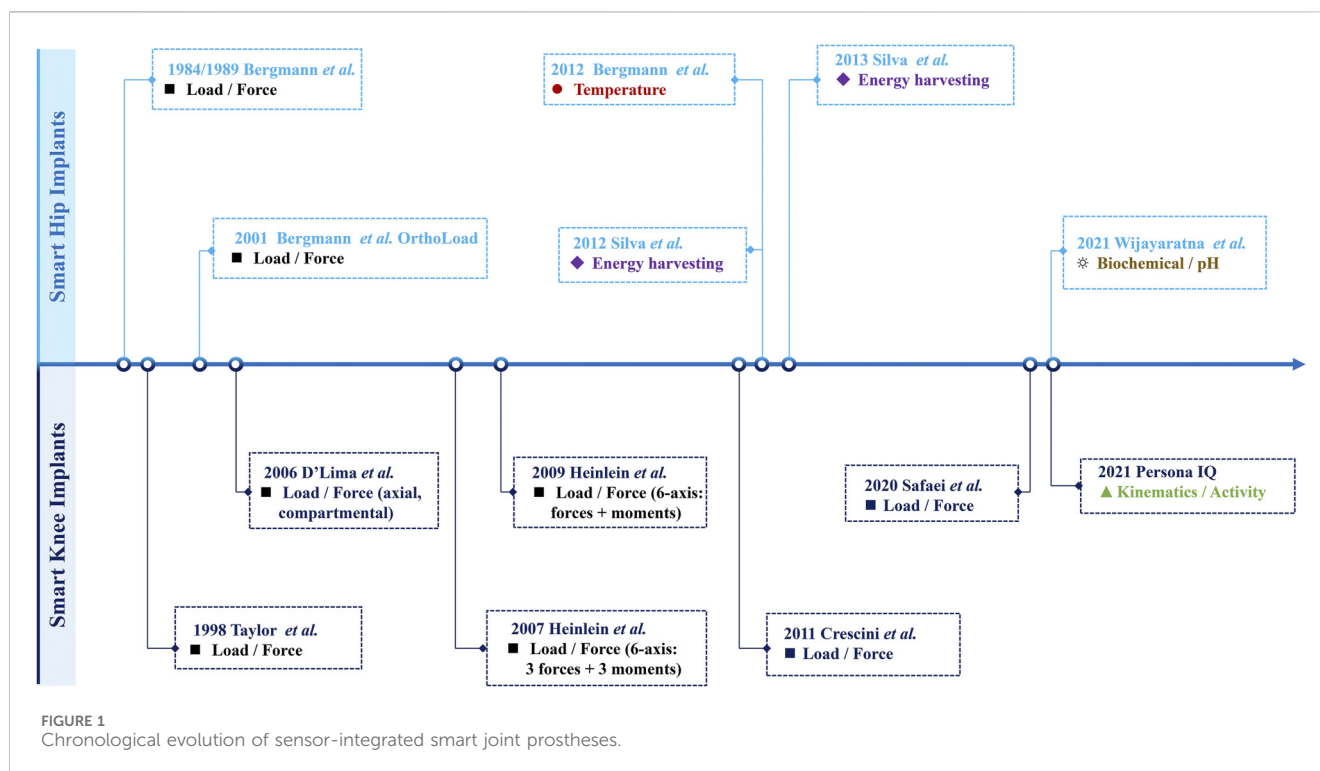 Smart Hip Implants
1984/1989 Bergmann et al.
■ Load / Force
2012 Bergmann et al.
● Temperature
2013 Silva et al.
◆ Energy harvesting
2001 Bergmann et al. OrthoLoad
■ Load / Force
2012 Silva et al.
◆ Energy harvesting
2021 Wijayaratna et al.
☼ Biochemical / pH
Smart Knee Implants
2006 D'Lima et al.
■ Load / Force (axial,
compartmental)
2009 Heinlein et al.
■ Load / Force (6-axis:
forces + moments)
2020 Safaei et al.
■ Load / Force
2021 Persona IQ
▲ Kinematics / Activity
1998 Taylor et al.
■ Load / Force
2007 Heinlein et al.
■ Load / Force (6-axis:
3 forces + 3 moments)
2011 Crescini et al.
■ Load / Force
FIGURE 1
Chronological evolution of sensor-integrated smart joint prostheses.